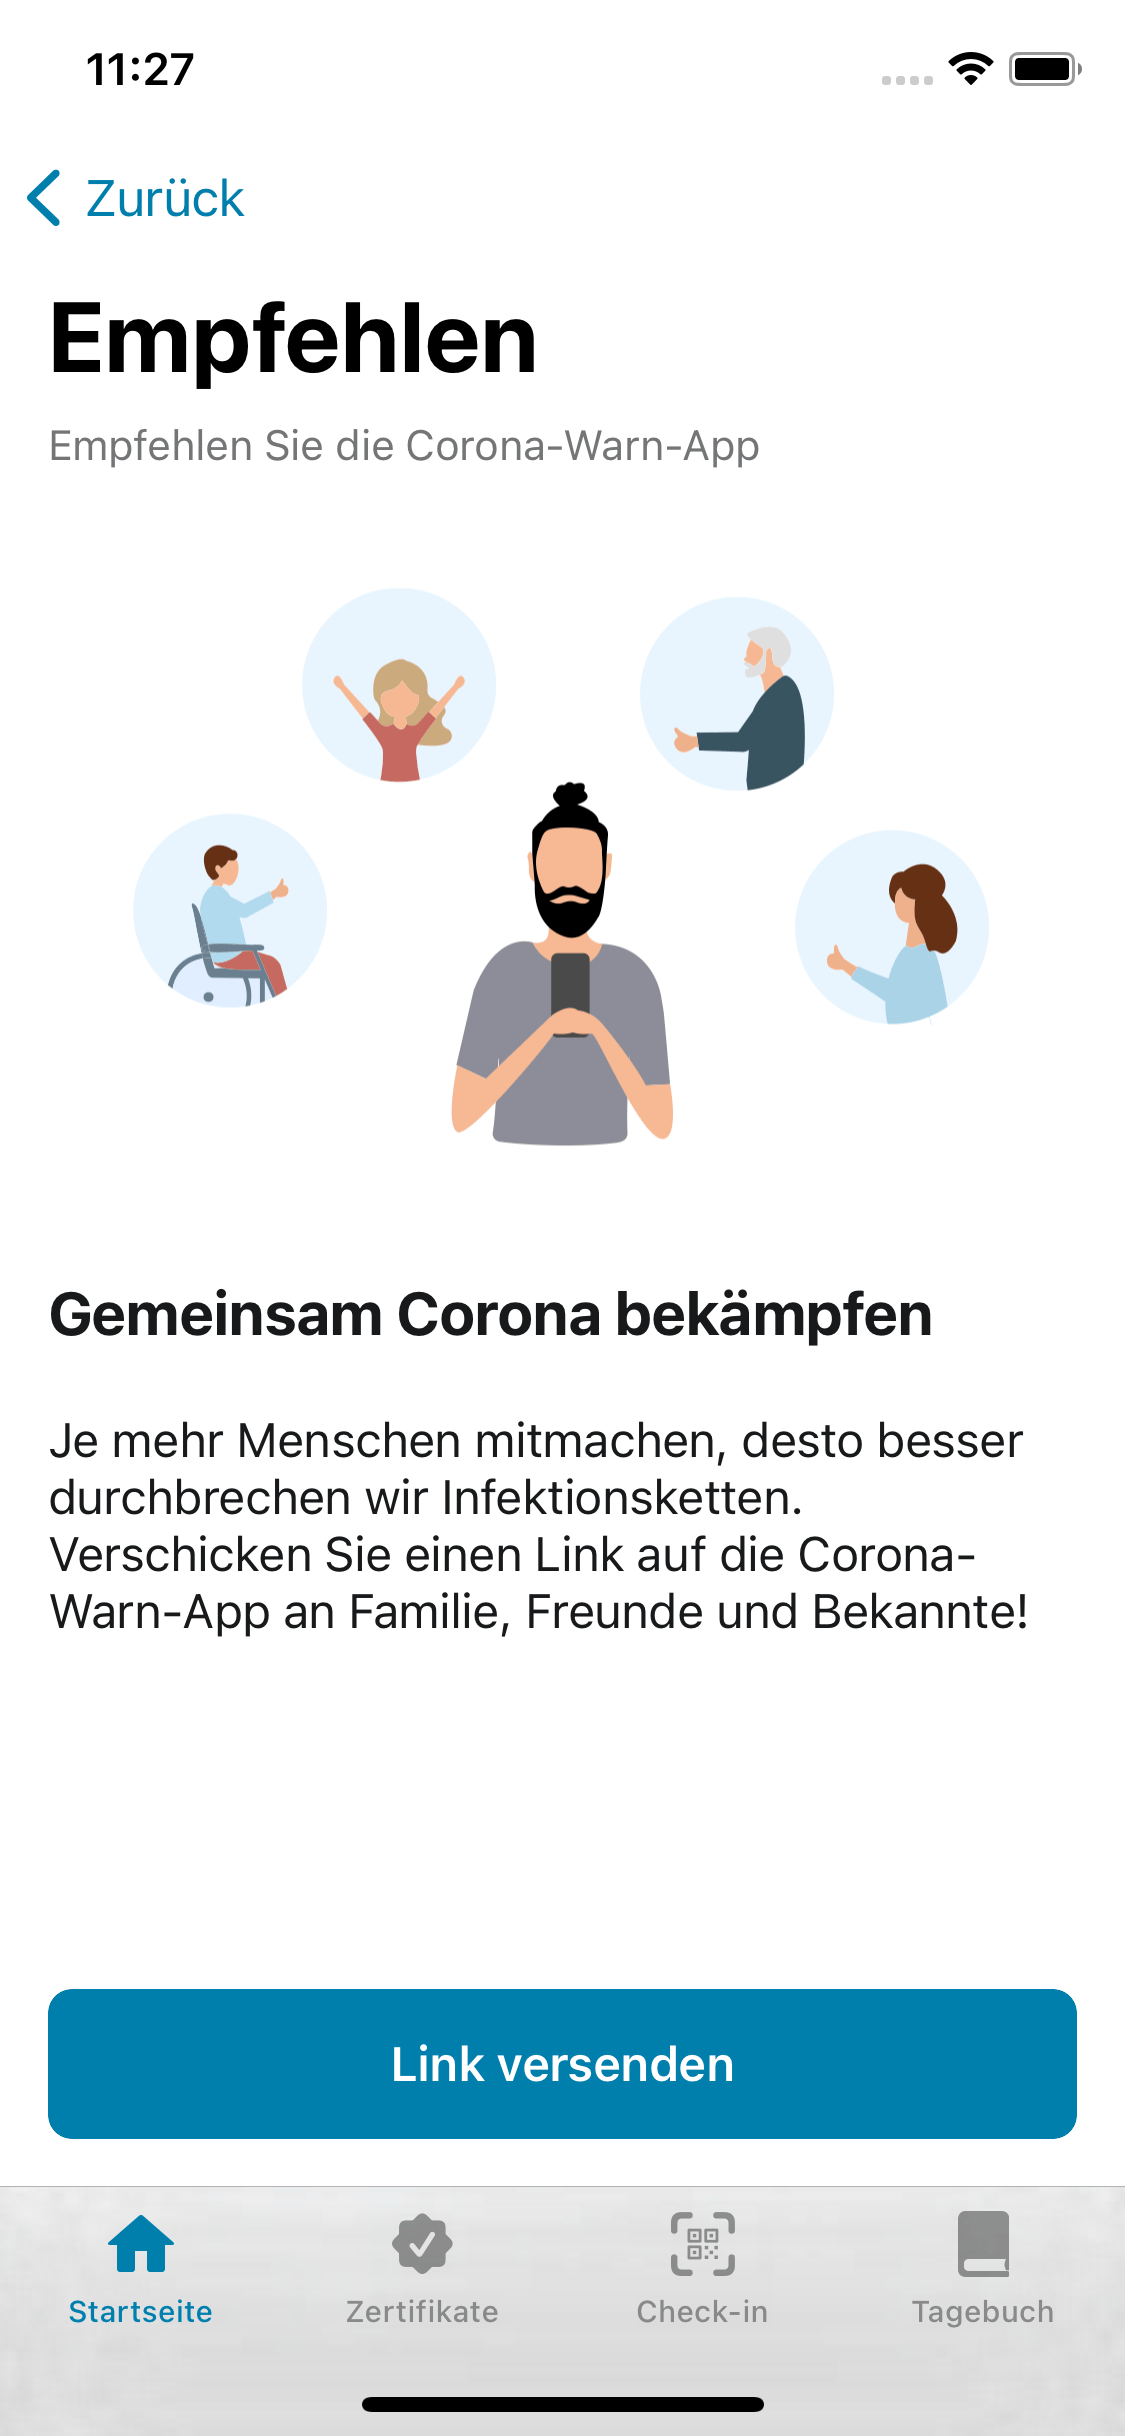 11:27
Zurück
Empfehlen
Empfehlen Sie die Corona-Warn-App
Gemeinsam Corona bekämpfen
Je mehr Menschen mitmachen, desto besser
durchbrechen wir Infektionsketten.
Verschicken Sie einen Link auf die Corona-
Warn-App an Familie, Freunde und Bekannte!
Link versenden
Startseite
Zertifikate
Check-in
Tagebuch